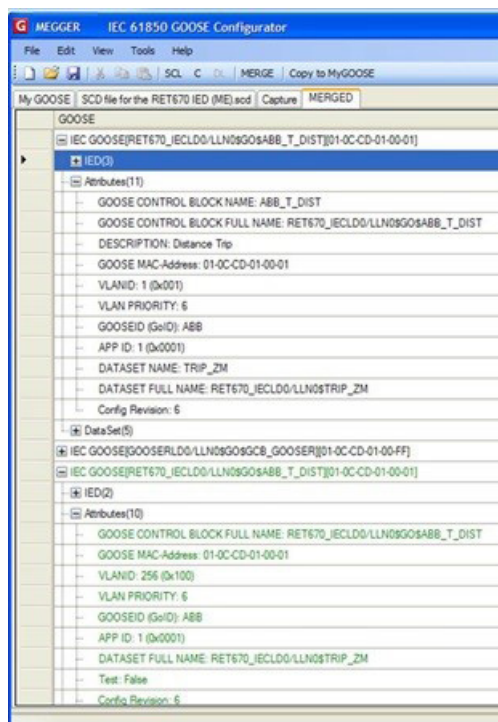 MEGGER IEC 61850 GOOSE Configurator
File Edit View Tools Help
SCL C DL MERGE Copy to MyGOOSE
My GOOSE SCD file for the RET670 IED (ME).scd Capture MERGED
GOOSE
IEC GOOSE[RET670_IECLD0/LLN0$GO$ABB_T_DIST][01-0C-CD-01-00-01]
IED(3)
Attributes(11)
GOOSE CONTROL BLOCK NAME: ABB_T_DIST
GOOSE CONTROL BLOCK FULL NAME: RET670_IECLD0/LLN0$GO$ABB_T_DIST
DESCRIPTION: Distance Trip
GOOSE MAC-Address: 01-0C-CD-01-00-01
VLANID: 1 (0x001)
VLAN PRIORITY: 6
GOOSEID (GoID): ABB
APP ID: 1 (0x0001)
DATASET NAME: TRIP_ZM
DATASET FULL NAME: RET670_IECLD0/LLN0$TRIP_ZM
Config Revision: 6
DataSet(5)
IEC GOOSE[GOOSERLD0/LLN0$GO$GCB_GOOSER][01-0C-CD-01-00-FF]
IEC GOOSE[RET670_IECLD0/LLN0$GO$ABB_T_DIST][01-0C-CD-01-00-01]
IED(2)
Attributes(10)
GOOSE CONTROL BLOCK FULL NAME: RET670_IECLD0/LLN0$GO$ABB_T_DIST
GOOSE MAC-Address: 01-0C-CD-01-00-01
VLANID: 256 (0x100)
VLAN PRIORITY: 6
GOOSEID (GoID): ABB
APP ID: 1 (0x0001)
DATASET FULL NAME: RET670_IECLD0/LLN0$TRIP_ZM
Test: False
Config Revision: 6